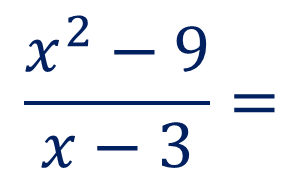 x² − 9
x − 3 =